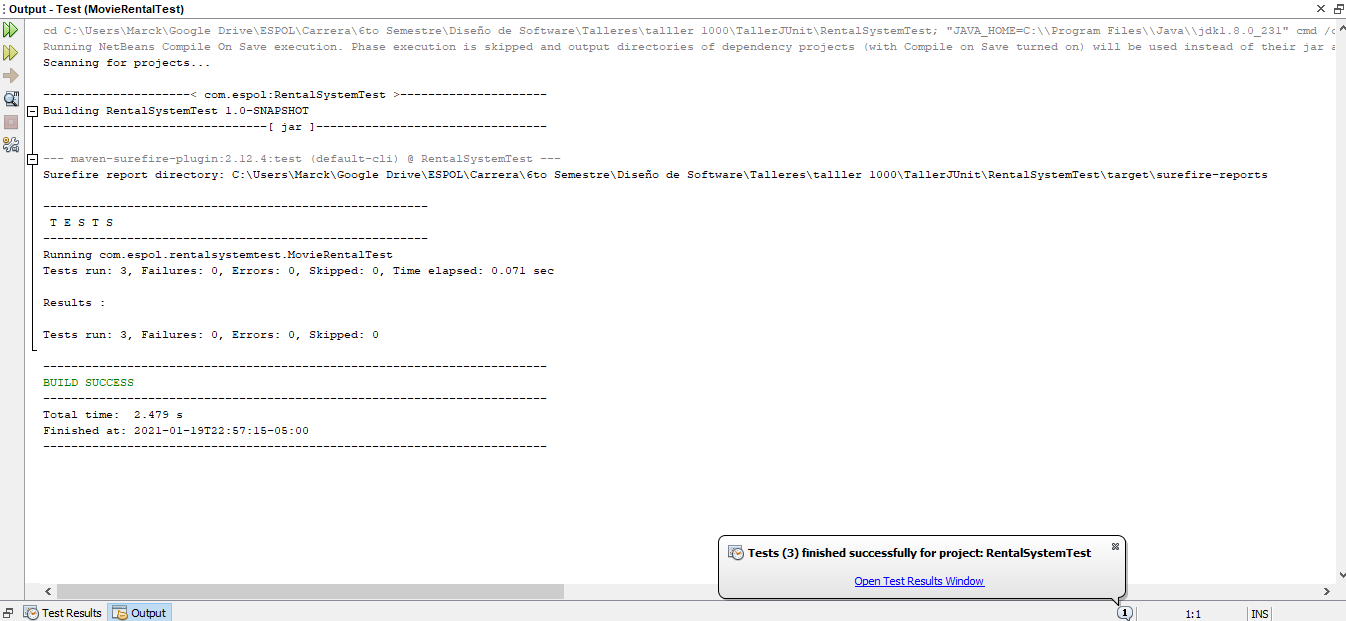 Output - Test (MovieRentalTest)
cd C:\Users\Marck\Google Drive\ESPOL\Carrera\6to Semestre\Diseño de Software\Talleres\talller 1000\TallerJUnit\RentalSystemTest; "JAVA_HOME=C:\\Program Files\\Java\\jdk1.8.0_231" cmd /c
Running NetBeans Compile On Save execution. Phase execution is skipped and output directories of dependency projects (with Compile on Save turned on) will be used instead of their jar a
Scanning for projects...
---------------------< com.espol:RentalSystemTest >---------------------
Building RentalSystemTest 1.0-SNAPSHOT
--------------------------------[ jar ]---------------------------------
--- maven-surefire-plugin:2.12.4:test (default-cli) @ RentalSystemTest ---
Surefire report directory: C:\Users\Marck\Google Drive\ESPOL\Carrera\6to Semestre\Diseño de Software\Talleres\talller 1000\TallerJUnit\RentalSystemTest\target\surefire-reports
-------------------------------------------------------
T E S T S
-------------------------------------------------------
Running com.espol.rentalsystemtest.MovieRentalTest
Tests run: 3, Failures: 0, Errors: 0, Skipped: 0, Time elapsed: 0.071 sec
Results :
Tests run: 3, Failures: 0, Errors: 0, Skipped: 0
------------------------------------------------------------------------
BUILD SUCCESS
------------------------------------------------------------------------
Total time:  2.479 s
Finished at: 2021-01-19T22:57:15-05:00
------------------------------------------------------------------------
Tests (3) finished successfully for project: RentalSystemTest
Open Test Results Window
Test Results
Output
1
1:1
INS